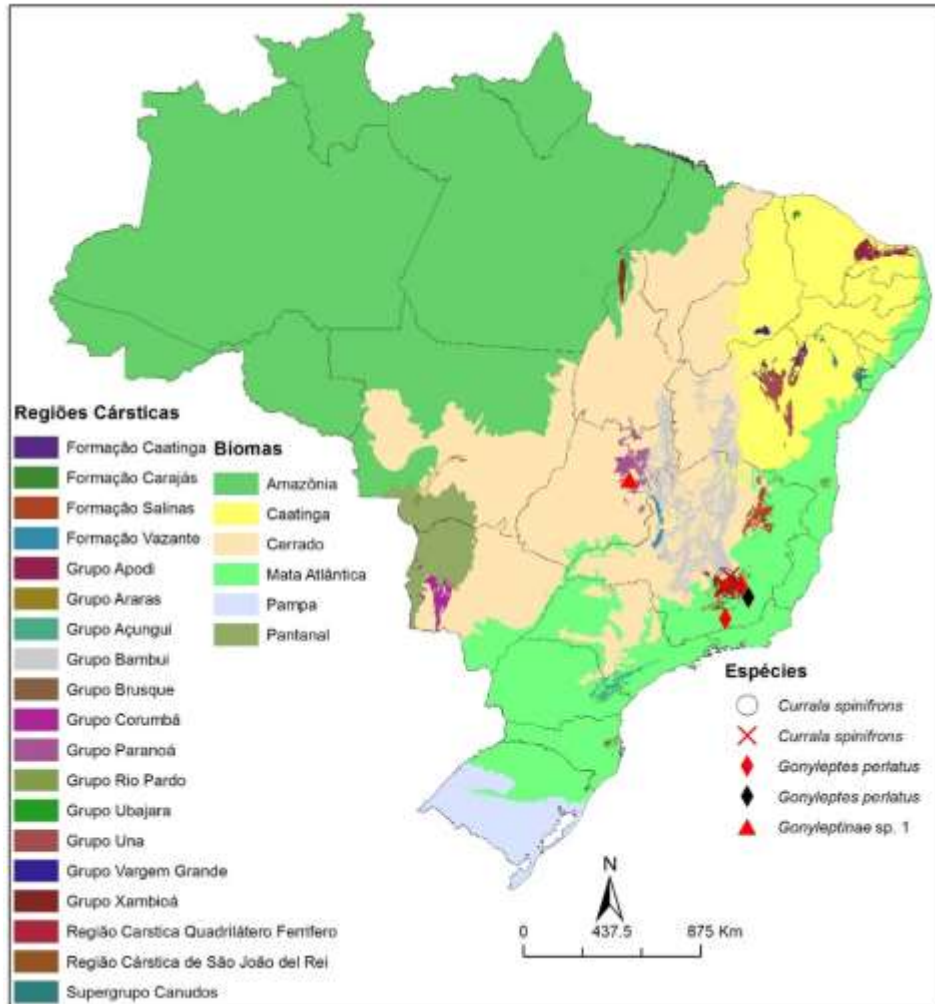 Regiões Cársticas
Formação Caatinga
Formação Carajás
Formação Salinas
Formação Vazante
Grupo Apodi
Grupo Araras
Grupo Açungui
Grupo Bambuí
Grupo Brusque
Grupo Corumbá
Grupo Paranoá
Grupo Rio Pardo
Grupo Ubajara
Grupo Una
Grupo Vargem Grande
Grupo Xambioá
Região Carstica Quadrilátero Ferrífero
Região Cárstica de São João del Rei
Supergrupo Canudos
Biomas
Amazônia
Caatinga
Cerrado
Mata Atlântica
Pampa
Pantanal
Espécies
Currala spinifrons
Currala spinifrons
Gonyleptes perlatus
Gonyleptes perlatus
Gonyleptinae sp. 1
N
0 437.5 875 Km